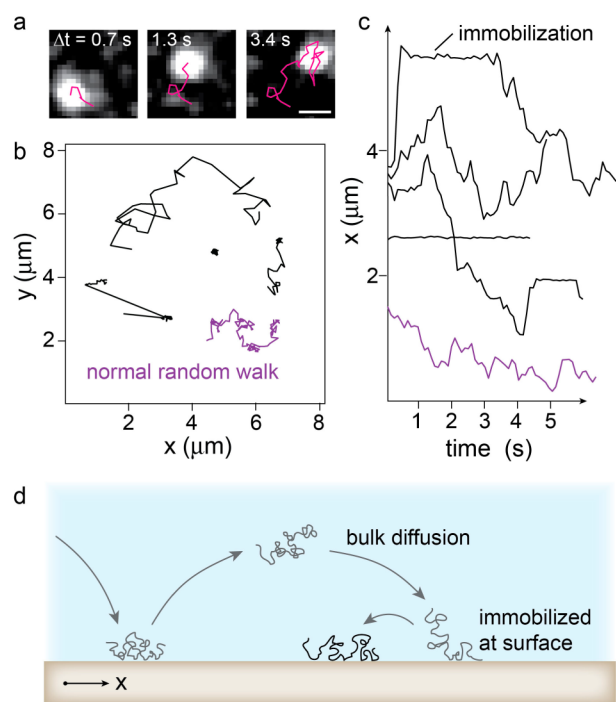 a
Δt = 0.7 s
1.3 s
3.4 s
b
8
6
4
2
y (μm)
normal random walk
2
4
6
8
x (μm)
c
immobilization
4
2
x (μm)
1
2
3
4
5
time (s)
d
bulk diffusion
immobilized
at surface
x